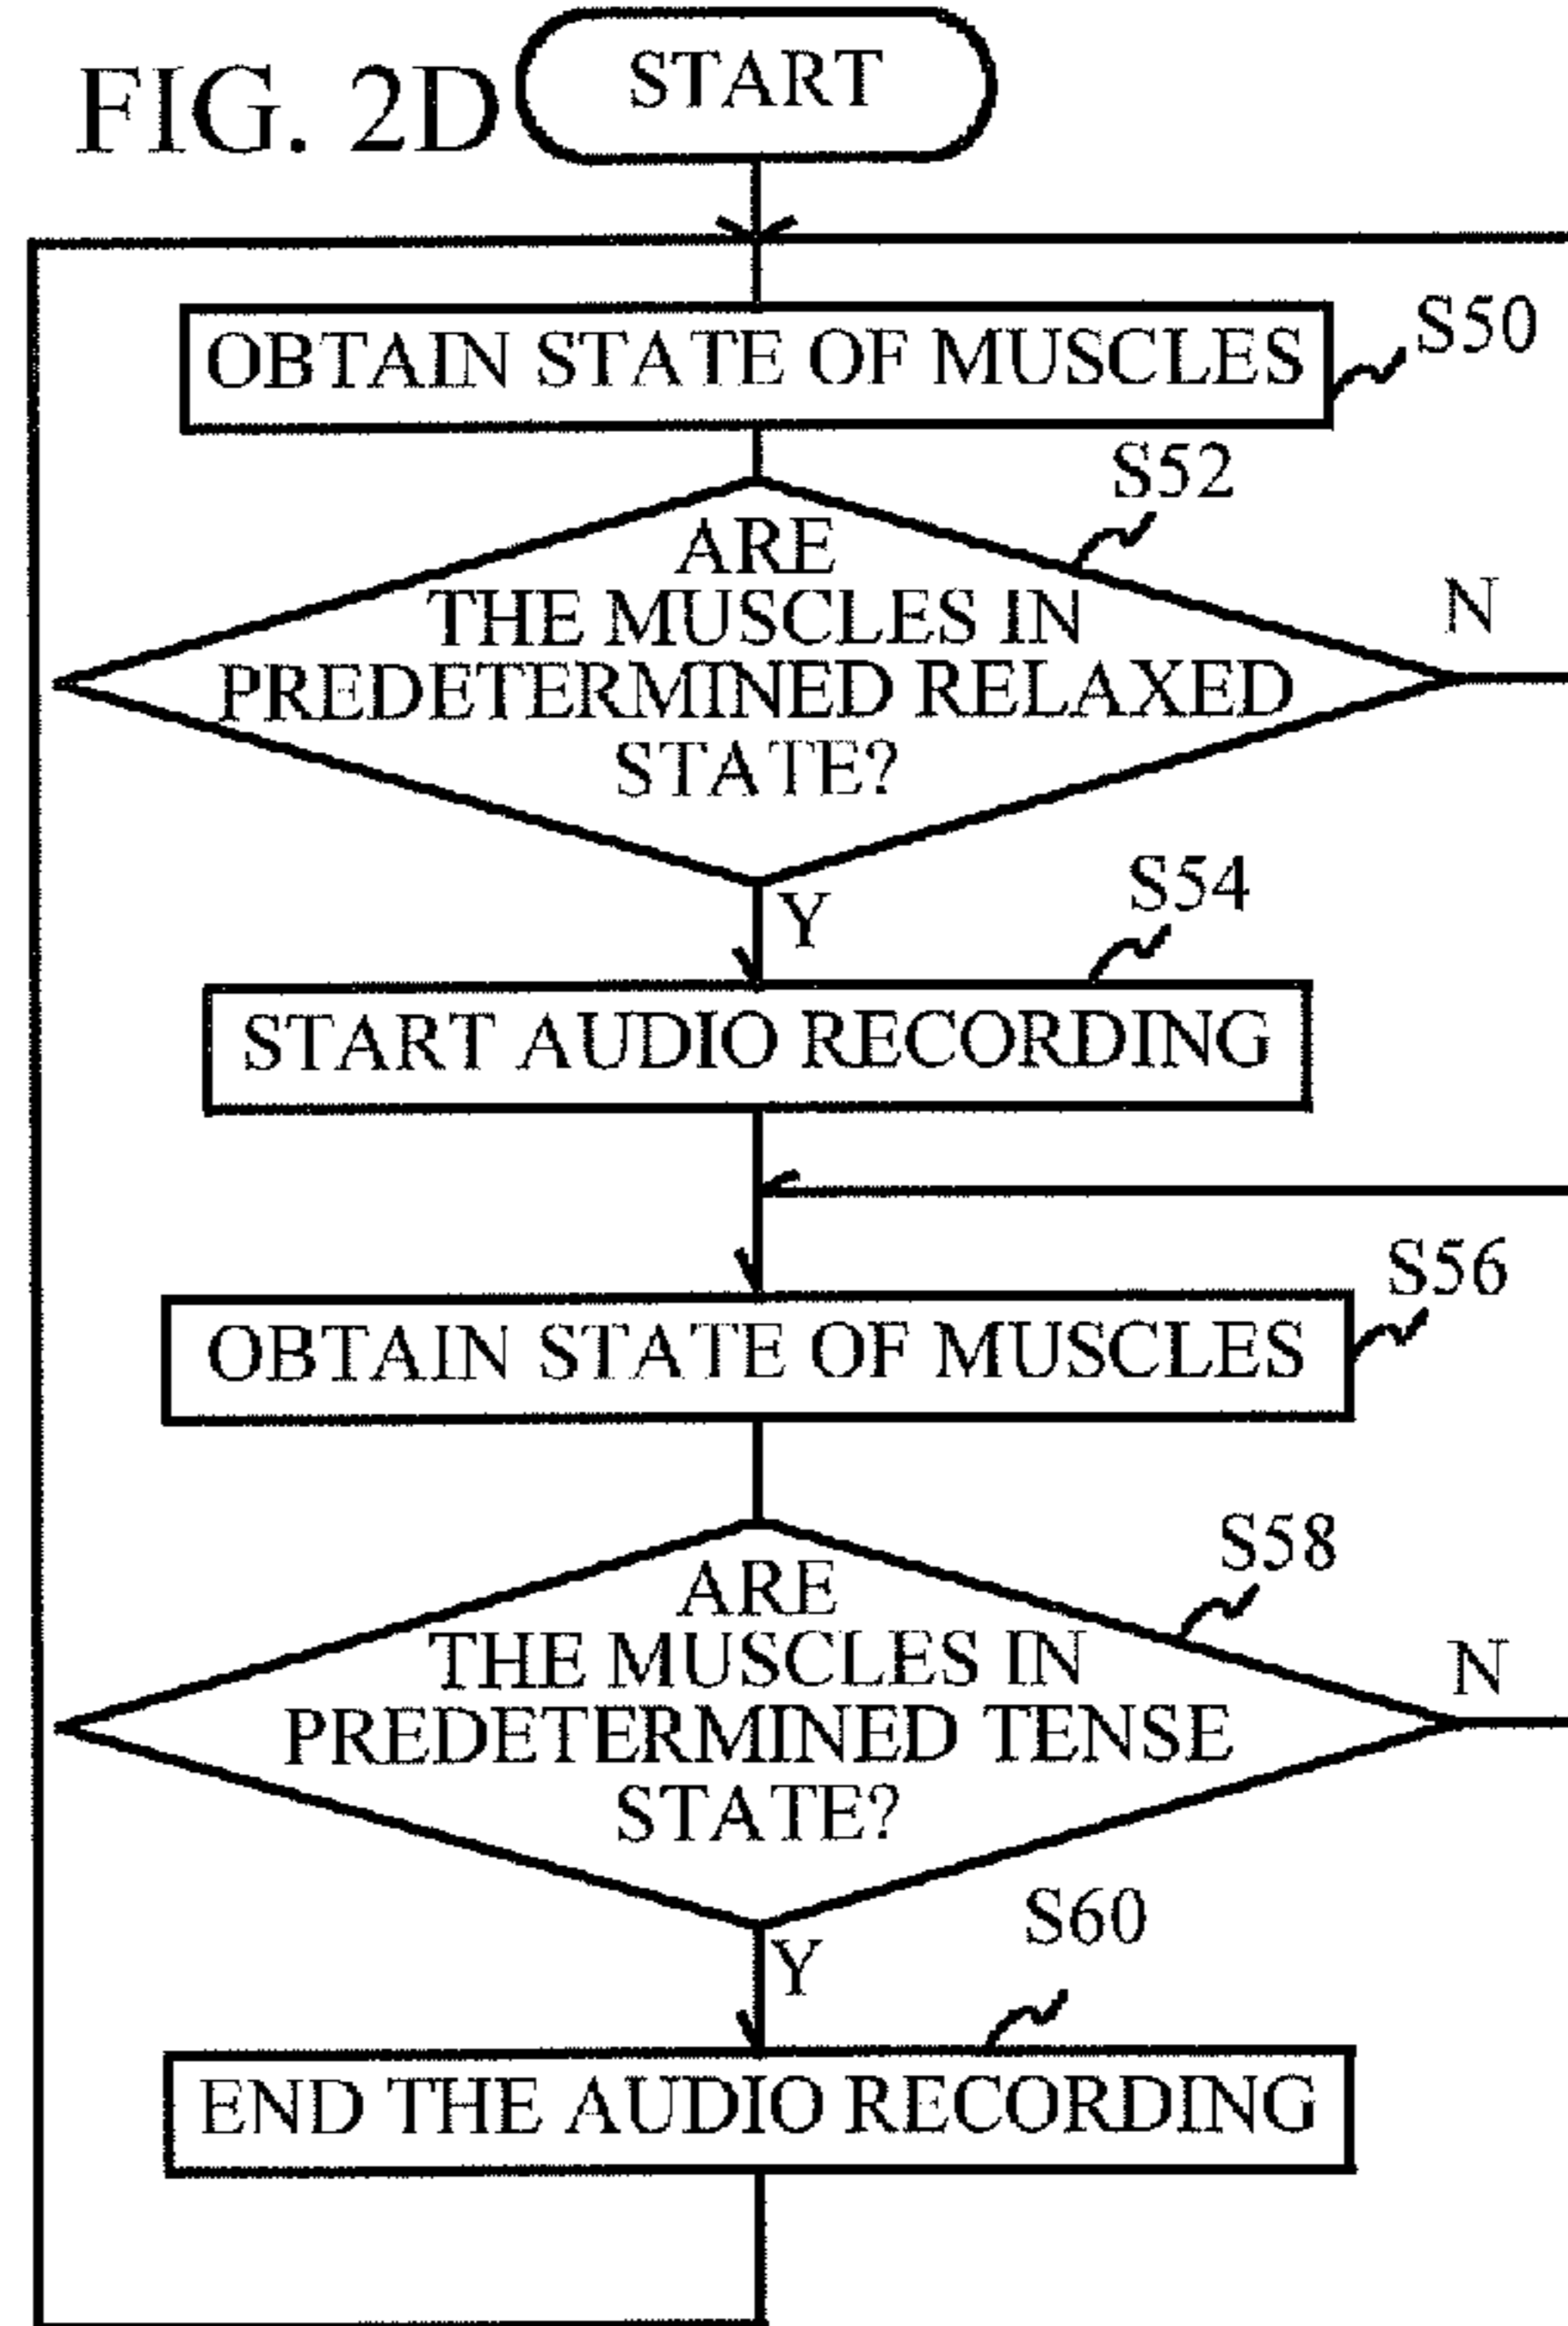 FIG. 2D
START
OBTAIN STATE OF MUSCLES
S50
S52
ARE
THE MUSCLES IN
PREDETERMINED RELAXED
STATE?
N
Y
S54
START AUDIO RECORDING
S56
OBTAIN STATE OF MUSCLES
S58
ARE
THE MUSCLES IN
PREDETERMINED TENSE
STATE?
N
Y
S60
END THE AUDIO RECORDING